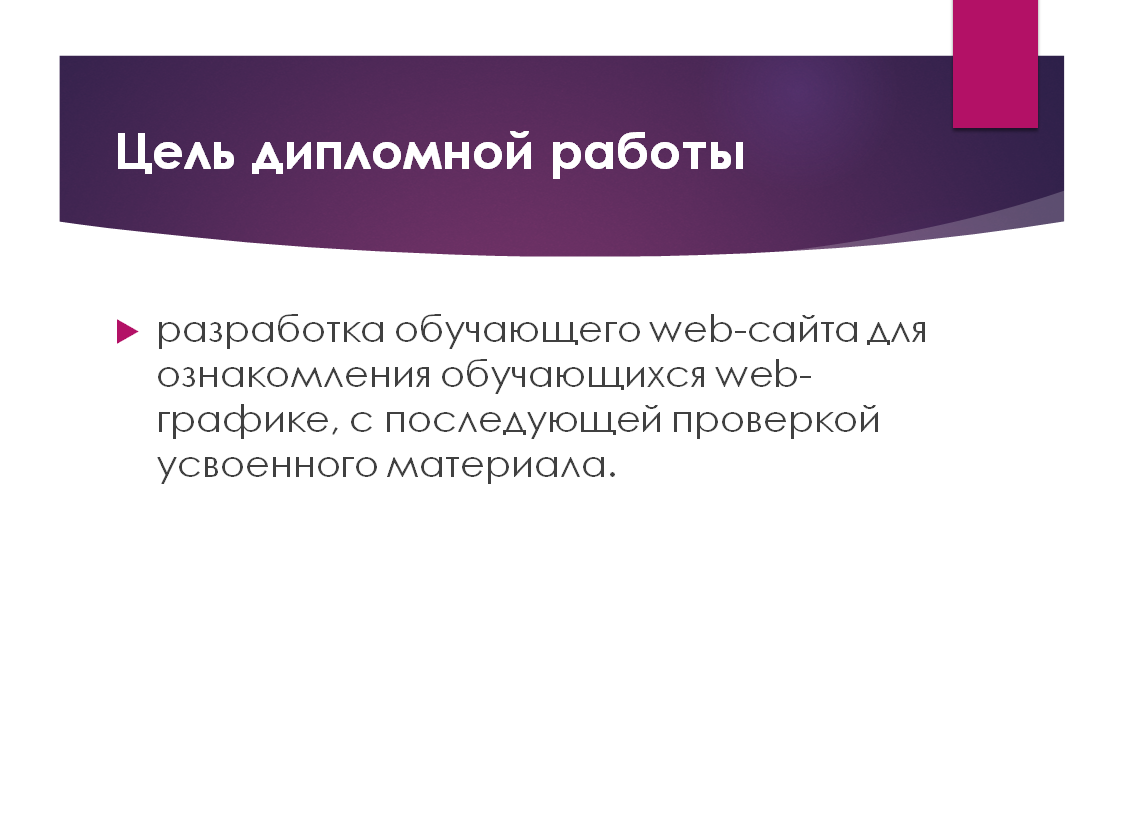 Цель дипломной работы
разработка обучающего web-сайта для
ознакомления обучающихся web-
графике, с последующей проверкой
усвоенного материала.